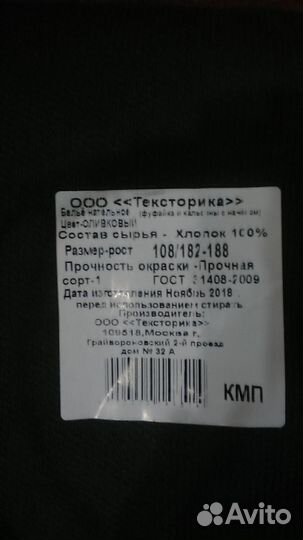 ООО <<Тексторика>>
Бельё нательное (фуфайка и кальсоны с начёсом)
Цвет-ОЛИВКОВЫЙ
Состав сырья - Хлопок 100%
Размер-рост 108/182-188
Прочность окраски -Прочная
сорт-1 ГОСТ 31408-2009
Дата изготовления Ноябрь 2018 г.
перед использованием стирать
Производитель:
ООО <<Тексторика>>
109518,Москва г,
Грайвороновский 2-й проезд
дом № 32 А
КМП
Avito